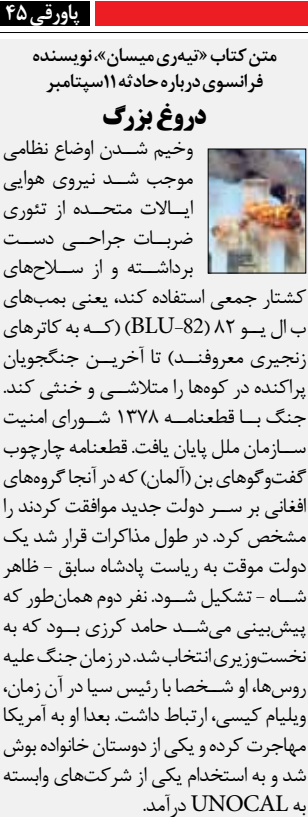 پاورقی ۴۵
متن کتاب «تیه‌ری میسان»، نویسنده
فرانسوی درباره حادثه ۱۱سپتامبر
دروغ بزرگ
وخیم شدن اوضاع نظامی
موجب شد نیروی هوایی
ایالات متحده از تئوری
ضربات جراحی دست
برداشته و از سلاح‌های
کشتار جمعی استفاده کند، یعنی بمب‌های
ب ال یو ۸۲ (BLU-82) (که به کاترهای
زنجیری معروفند) تا آخرین جنگجویان
پراکنده در کوه‌ها را متلاشی و خنثی کند.
جنگ با قطعنامه ۱۳۷۸ شورای امنیت
سازمان ملل پایان یافت. قطعنامه چارچوب
گفت‌وگوهای بن (آلمان) که در آنجا گروه‌های
افغانی بر سر دولت جدید موافقت کردند را
مشخص کرد. در طول مذاکرات قرار شد یک
دولت موقت به ریاست پادشاه سابق - ظاهر
شاه - تشکیل شود. نفر دوم همان‌طور که
پیش‌بینی می‌شد حامد کرزی بود که به
نخست‌وزیری انتخاب شد. در زمان جنگ علیه
روس‌ها، او شخصا با رئیس سیا در آن زمان،
ویلیام کیسی، ارتباط داشت. بعدا او به آمریکا
مهاجرت کرده و یکی از دوستان خانواده بوش
شد و به استخدام یکی از شرکت‌های وابسته
به UNOCAL درآمد.